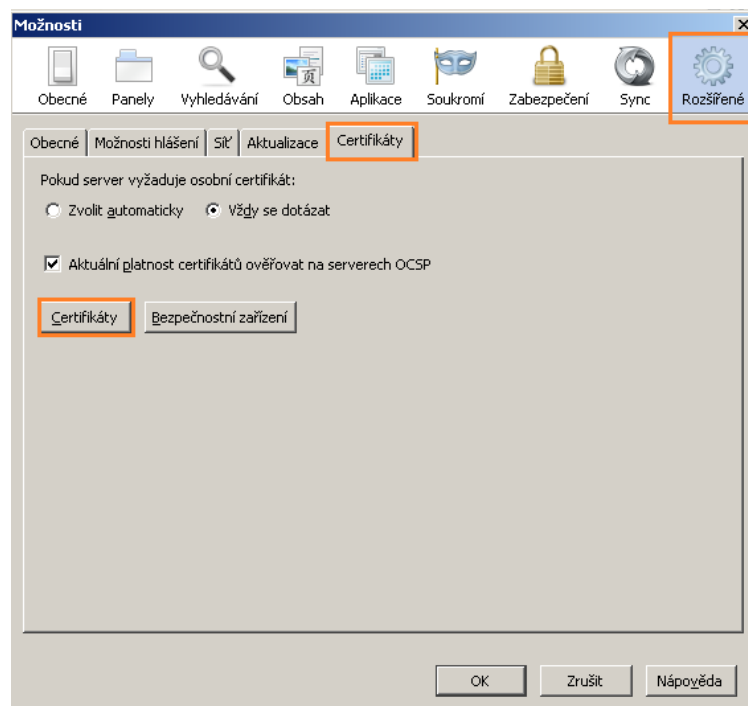 Možnosti
Obecné Panely Vyhledávání Obsah Aplikace Soukromí Zabezpečení Sync Rozšířené
Obecné Možnosti hlášení Síť Aktualizace Certifikáty
Pokud server vyžaduje osobní certifikát:
Zvolit automaticky Vždy se dotázat
Aktuální platnost certifikátů ověřovat na serverech OCSP
Certifikáty Bezpečnostní zařízení
OK Zrušit Nápověda